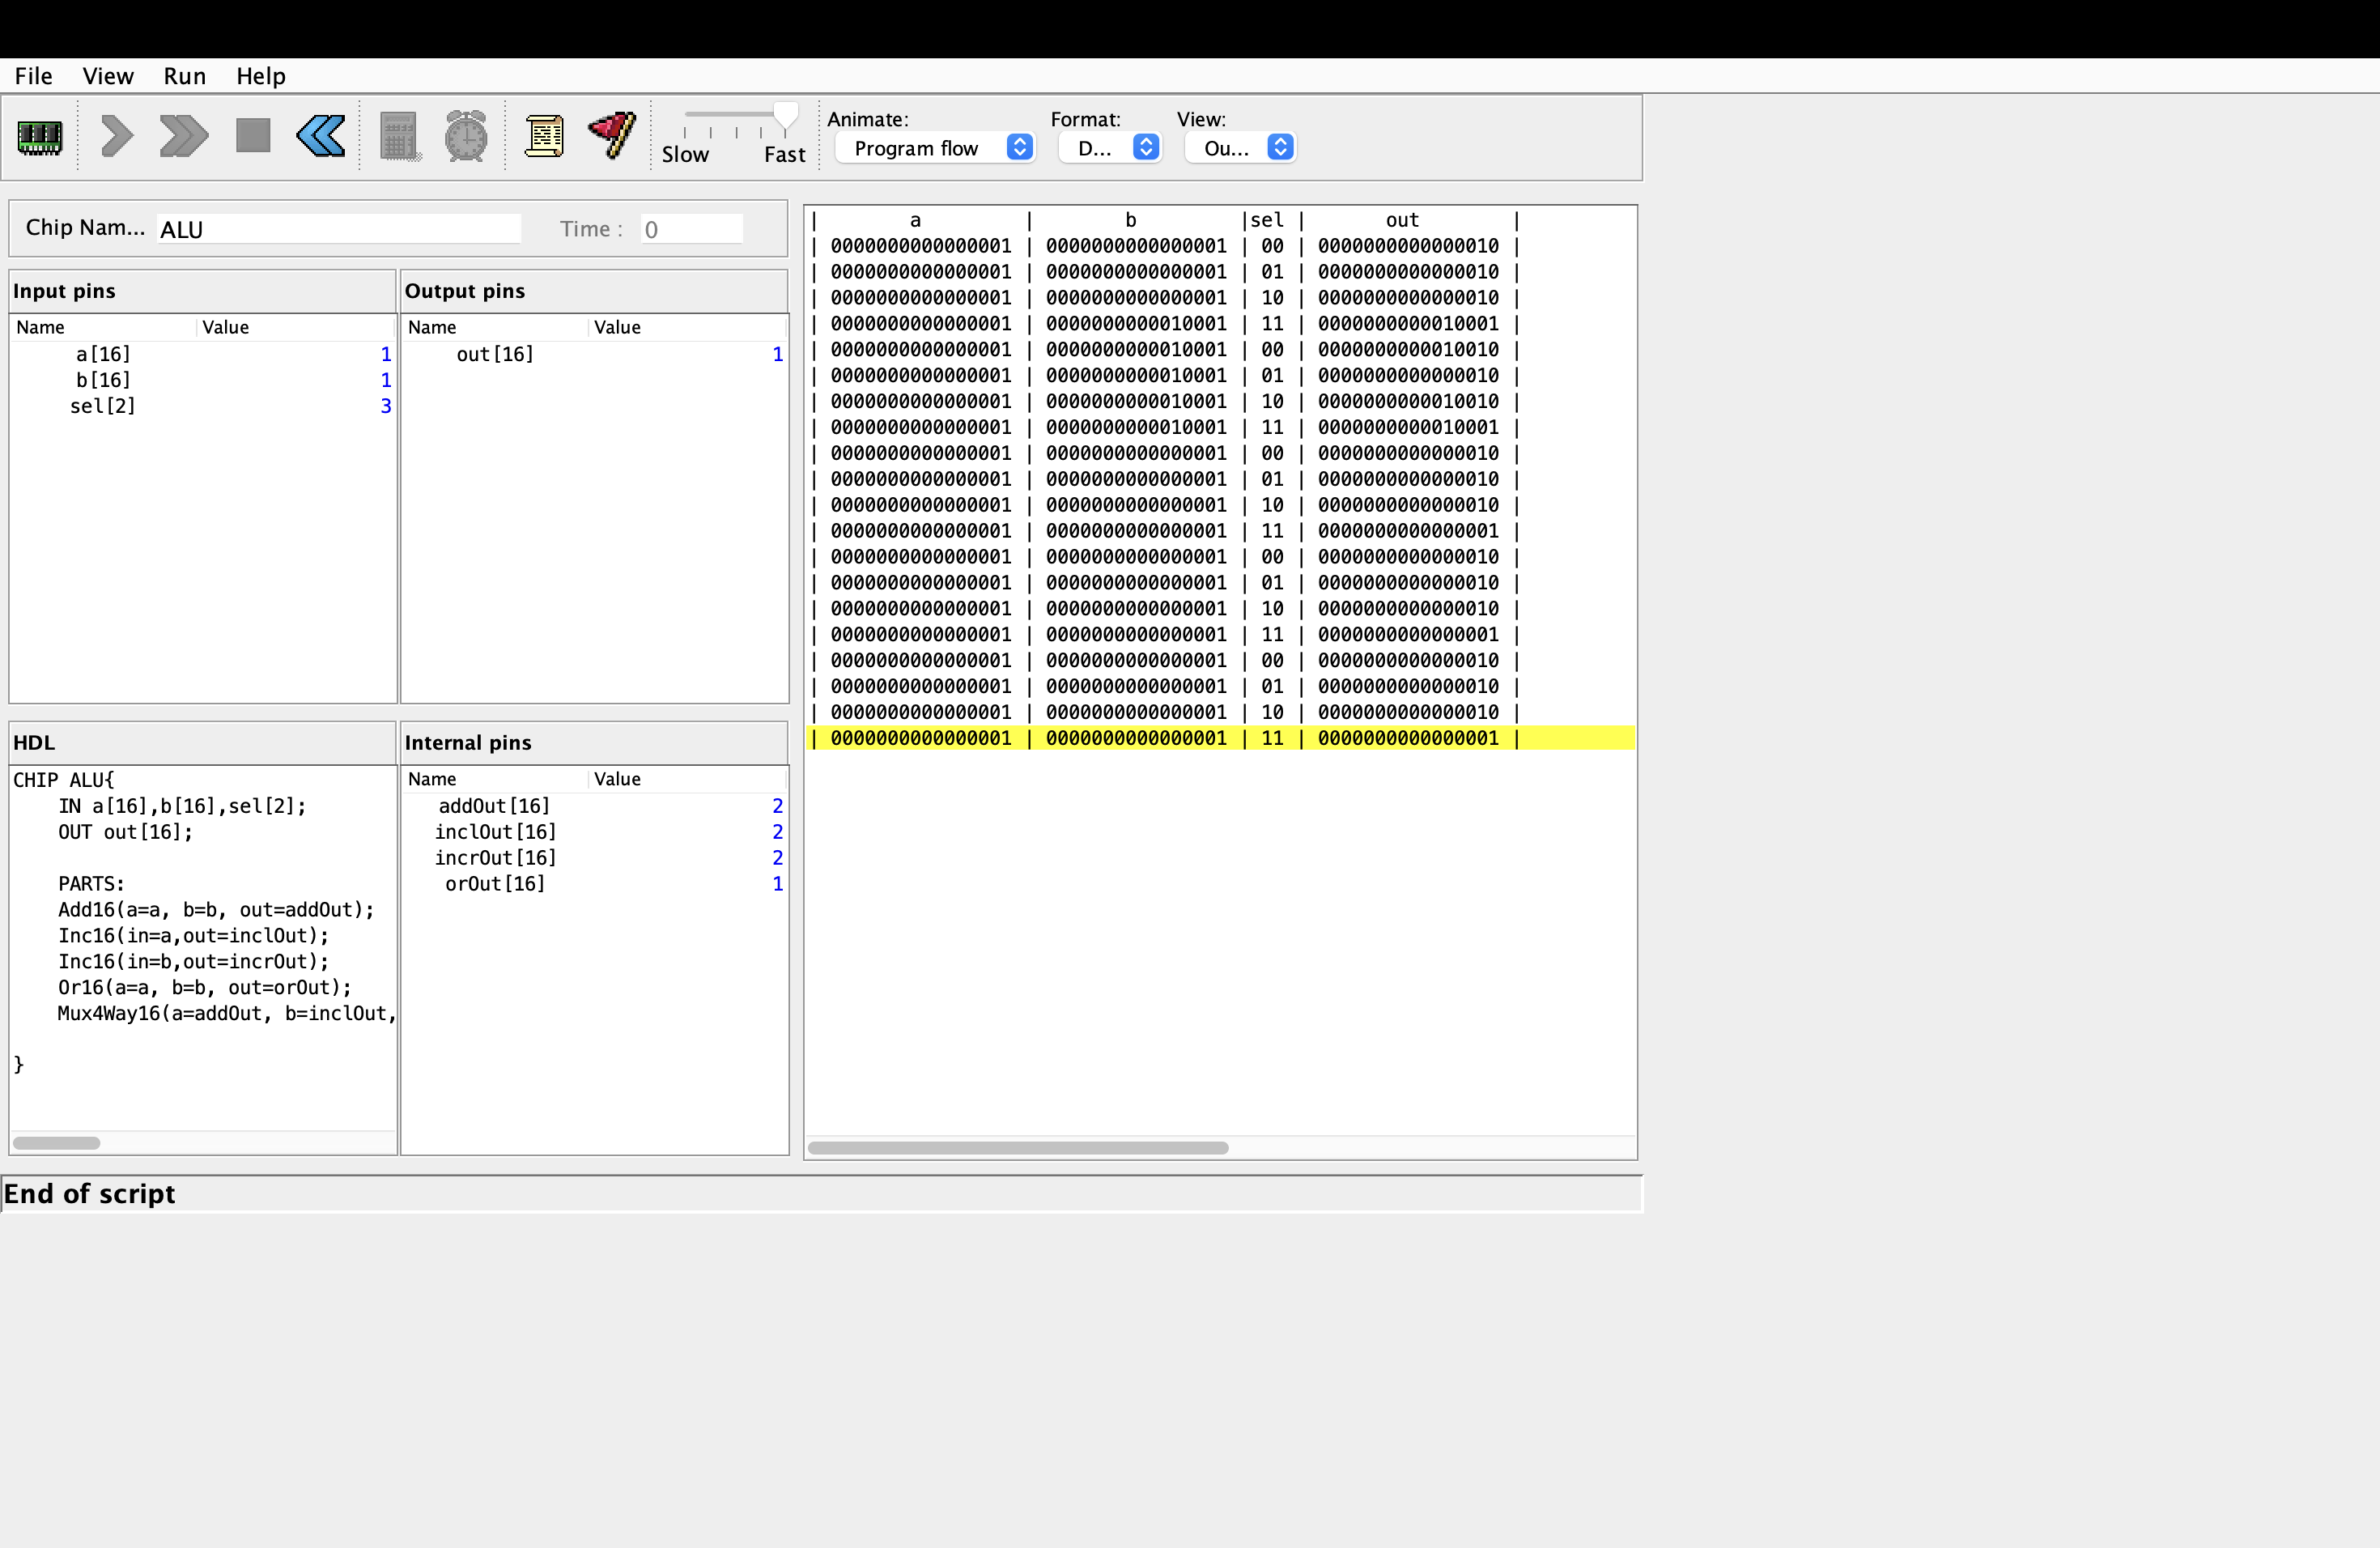 File View Run Help
Animate: Format: View:
Slow Fast Program flow D... Ou...
Chip Nam... ALU Time : 0
Input pins Output pins
Name Value Name Value
a[16] 1 out[16] 1
b[16] 1
sel[2] 3
HDL Internal pins
CHIP ALU{ Name Value
IN a[16],b[16],sel[2]; addOut[16] 2
OUT out[16]; inclOut[16] 2
incrOut[16] 2
PARTS: orOut[16] 1
Add16(a=a, b=b, out=addOut);
Inc16(in=a,out=inclOut);
Inc16(in=b,out=incrOut);
Or16(a=a, b=b, out=orOut);
Mux4Way16(a=addOut, b=inclOut,
}
| a | b |sel | out |
| 0000000000000001 | 0000000000000001 | 00 | 0000000000000010 |
| 0000000000000001 | 0000000000000001 | 01 | 0000000000000010 |
| 0000000000000001 | 0000000000000001 | 10 | 0000000000000010 |
| 0000000000000001 | 0000000000010001 | 11 | 0000000000010001 |
| 0000000000000001 | 0000000000010001 | 00 | 0000000000010010 |
| 0000000000000001 | 0000000000010001 | 01 | 0000000000000010 |
| 0000000000000001 | 0000000000010001 | 10 | 0000000000010010 |
| 0000000000000001 | 0000000000010001 | 11 | 0000000000010001 |
| 0000000000000001 | 0000000000000001 | 00 | 0000000000000010 |
| 0000000000000001 | 0000000000000001 | 01 | 0000000000000010 |
| 0000000000000001 | 0000000000000001 | 10 | 0000000000000010 |
| 0000000000000001 | 0000000000000001 | 11 | 0000000000000001 |
| 0000000000000001 | 0000000000000001 | 00 | 0000000000000010 |
| 0000000000000001 | 0000000000000001 | 01 | 0000000000000010 |
| 0000000000000001 | 0000000000000001 | 10 | 0000000000000010 |
| 0000000000000001 | 0000000000000001 | 11 | 0000000000000001 |
| 0000000000000001 | 0000000000000001 | 00 | 0000000000000010 |
| 0000000000000001 | 0000000000000001 | 01 | 0000000000000010 |
| 0000000000000001 | 0000000000000001 | 10 | 0000000000000010 |
| 0000000000000001 | 0000000000000001 | 11 | 0000000000000001 |
End of script